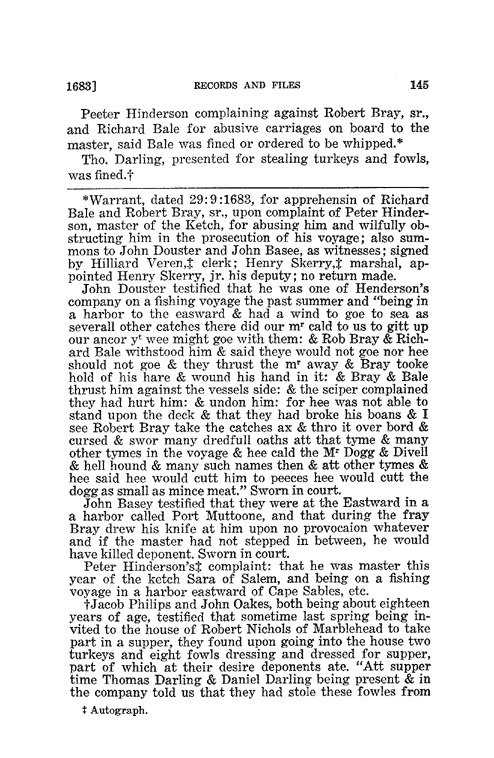 1683] RECORDS AND FILES 145
Peeter Hinderson complaining against Robert Bray, sr.,
and Richard Bale for abusive carriages on board to the
master, said Bale was fined or ordered to be whipped.*
Tho. Darling, presented for stealing turkeys and fowls,
was fined.†
*Warrant, dated 29:9:1683, for apprehensin of Richard
Bale and Robert Bray, sr., upon complaint of Peter Hinder-
son, master of the Ketch, for abusing him and wilfully ob-
structing him in the prosecution of his voyage; also sum-
mons to John Douster and John Basee, as witnesses; signed
by Hilliard Veren,‡ clerk; Henry Skerry,‡ marshal, ap-
pointed Henry Skerry, jr. his deputy; no return made.
John Douster testified that he was one of Henderson's
company on a fishing voyage the past summer and "being in
a harbor to the easward & had a wind to goe to sea as
severall other catches there did our mʳ cald to us to gitt up
our ancor yᵗ wee might goe with them: & Rob Bray & Rich-
ard Bale withstood him & said theye would not goe nor hee
should not goe & they thrust the mʳ away & Bray tooke
hold of his hare & wound his hand in it: & Bray & Bale
thrust him against the vessels side: & the sciper complained
they had hurt him: & undon him: for hee was not able to
stand upon the deck & that they had broke his boans & I
see Robert Bray take the catches ax & thro it over bord &
cursed & swor many dredfull oaths att that tyme & many
other tymes in the voyage & hee cald the Mʳ Dogg & Divell
& hell hound & many such names then & att other tymes &
hee said hee would cutt him to peeces hee would cutt the
dogg as small as mince meat." Sworn in court.
John Basey testified that they were at the Eastward in a
a harbor called Port Muttoone, and that during the fray
Bray drew his knife at him upon no provocaion whatever
and if the master had not stepped in between, he would
have killed deponent. Sworn in court.
Peter Hinderson's‡ complaint: that he was master this
year of the ketch Sara of Salem, and being on a fishing
voyage in a harbor eastward of Cape Sables, etc.
†Jacob Philips and John Oakes, both being about eighteen
years of age, testified that sometime last spring being in-
vited to the house of Robert Nichols of Marblehead to take
part in a supper, they found upon going into the house two
turkeys and eight fowls dressing and dressed for supper,
part of which at their desire deponents ate. "Att supper
time Thomas Darling & Daniel Darling being present & in
the company told us that they had stole these fowles from
‡ Autograph.